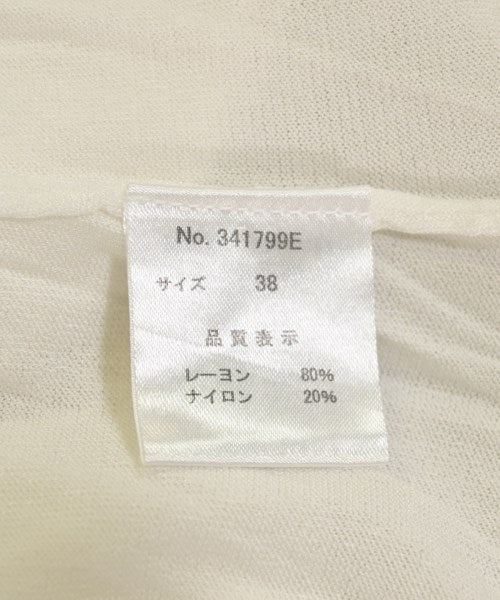 No. 341799E
サイズ 38
品質表示
レーヨン 80%
ナイロン 20%